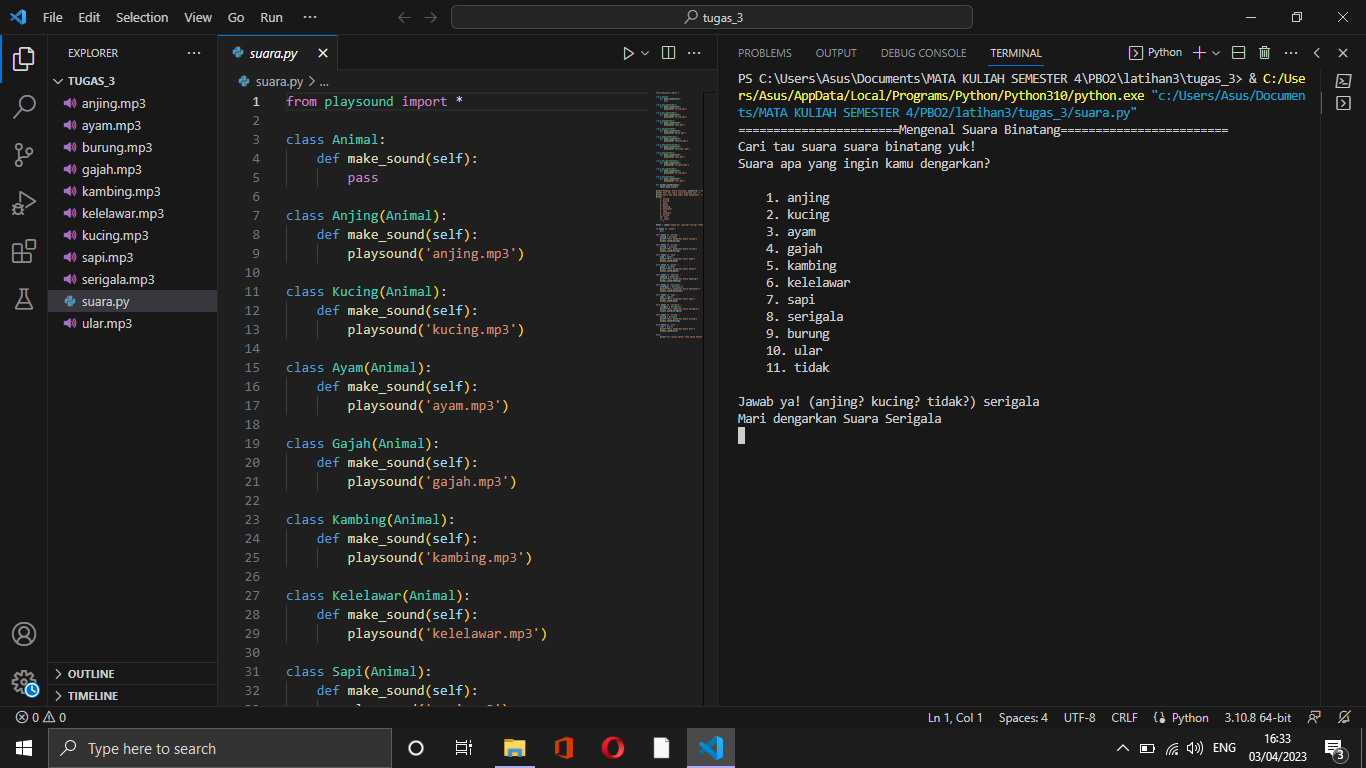 File Edit Selection View Go Run ··· tugas_3
EXPLORER ···
TUGAS_3
anjing.mp3
ayam.mp3
burung.mp3
gajah.mp3
kambing.mp3
kelelawar.mp3
kucing.mp3
sapi.mp3
serigala.mp3
suara.py
ular.mp3
OUTLINE
TIMELINE
suara.py
suara.py > ...
1 from playsound import *
2
3 class Animal:
4 def make_sound(self):
5 pass
6
7 class Anjing(Animal):
8 def make_sound(self):
9 playsound('anjing.mp3')
10
11 class Kucing(Animal):
12 def make_sound(self):
13 playsound('kucing.mp3')
14
15 class Ayam(Animal):
16 def make_sound(self):
17 playsound('ayam.mp3')
18
19 class Gajah(Animal):
20 def make_sound(self):
21 playsound('gajah.mp3')
22
23 class Kambing(Animal):
24 def make_sound(self):
25 playsound('kambing.mp3')
26
27 class Kelelawar(Animal):
28 def make_sound(self):
29 playsound('kelelawar.mp3')
30
31 class Sapi(Animal):
32 def make_sound(self):
PROBLEMS OUTPUT DEBUG CONSOLE TERMINAL Python
PS C:\Users\Asus\Documents\MATA KULIAH SEMESTER 4\PBO2\latihan3\tugas_3> & C:/Use
rs/Asus/AppData/Local/Programs/Python/Python310/python.exe "c:/Users/Asus/Documen
ts/MATA KULIAH SEMESTER 4/PBO2/latihan3/tugas_3/suara.py"
=======================Mengenal Suara Binatang========================
Cari tau suara suara binatang yuk!
Suara apa yang ingin kamu dengarkan?
1. anjing
2. kucing
3. ayam
4. gajah
5. kambing
6. kelelawar
7. sapi
8. serigala
9. burung
10. ular
11. tidak
Jawab ya! (anjing? kucing? tidak?) serigala
Mari dengarkan Suara Serigala
0 0 Ln 1, Col 1 Spaces: 4 UTF-8 CRLF Python 3.10.8 64-bit
Type here to search
ENG
16:33
03/04/2023
3